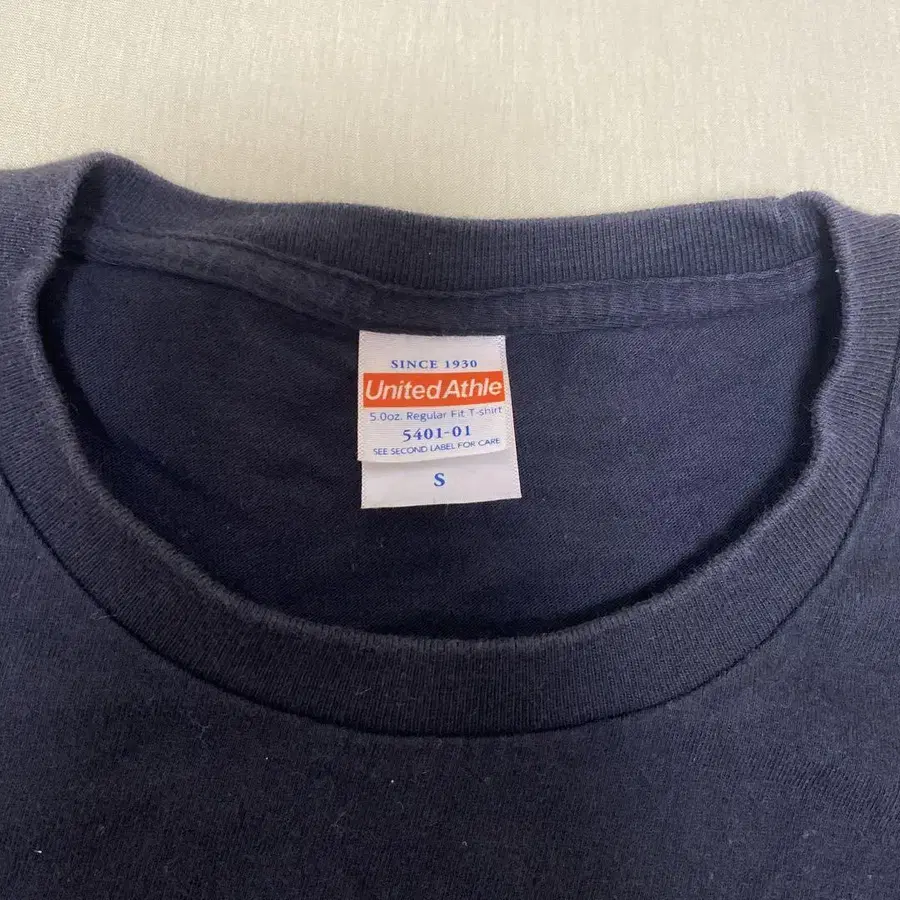 SINCE 1930
United Athle
5.0oz. Regular Fit T-shirt
5401-01
SEE SECOND LABEL FOR CARE
S